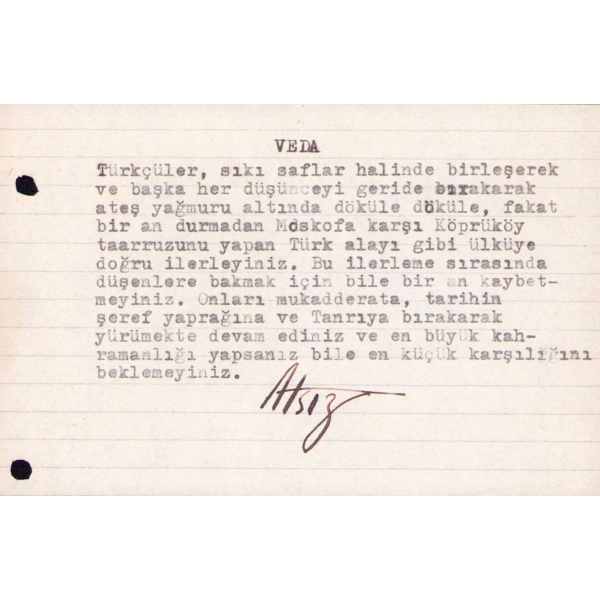 VEDA
Türkçüler, sıkı saflar halinde birleşerek
ve başka her düşünceyi geride bırakarak
ateş yağmuru altında döküle döküle, fakat
bir an durmadan Moskofa karşı Köprüköy
taarruzunu yapan Türk alayı gibi ülküye
doğru ilerleyiniz. Bu ilerleme sırasında
düşenlere bakmak için bile bir an kaybet-
meyiniz. Onları mukadderata, tarihin
şeref yaprağına ve Tanrıya bırakarak
yürümekte devam ediniz ve en büyük kah-
ramanlığı yapsanız bile en küçük karşılığını
beklemeyiniz.
Atsız